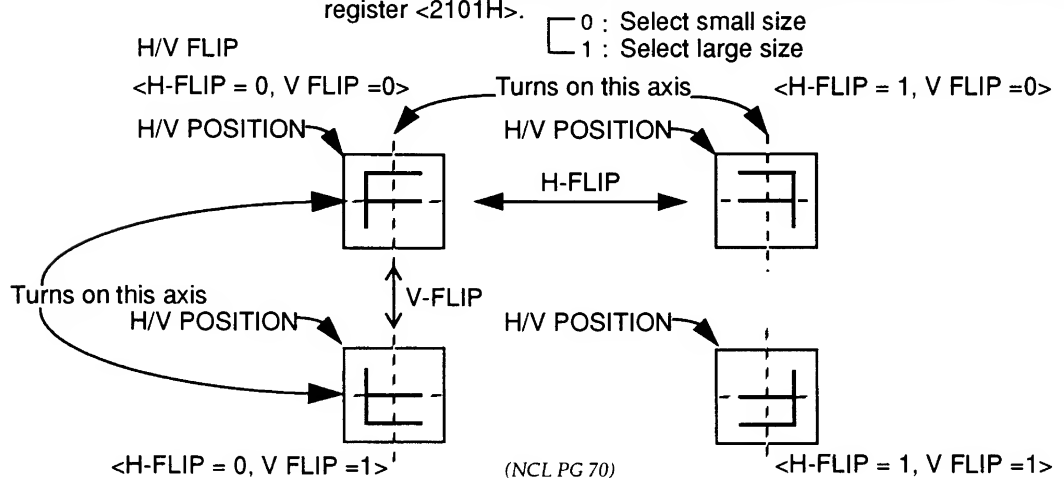 register <2101H>.
0 : Select small size
1 : Select large size
H/V FLIP
<H-FLIP = 0, V FLIP =0>
Turns on this axis
<H-FLIP = 1, V FLIP =0>
H/V POSITION
H/V POSITION
H-FLIP
Turns on this axis
V-FLIP
H/V POSITION
H/V POSITION
<H-FLIP = 0, V FLIP =1>
(NCL PG 70)
<H-FLIP = 1, V FLIP =1>